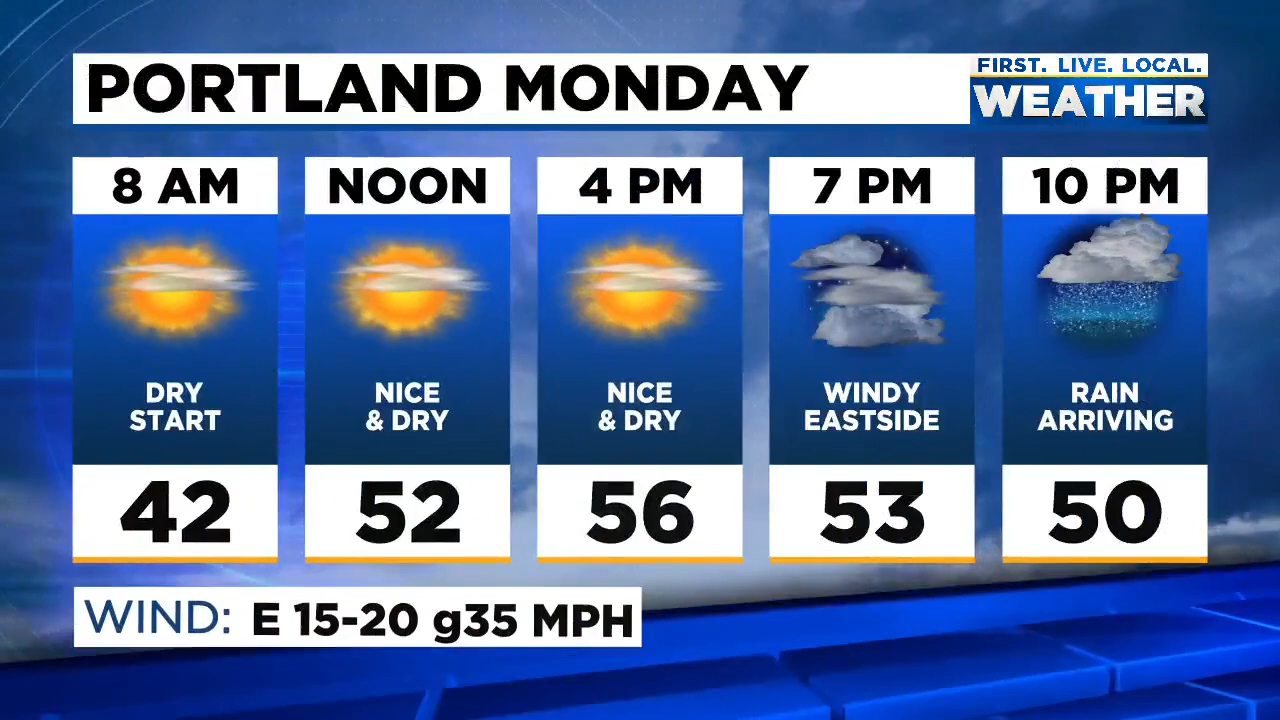 PORTLAND MONDAY
FIRST. LIVE. LOCAL.
WEATHER
8 AM
DRY
START
42
NOON
NICE
& DRY
52
4 PM
NICE
& DRY
56
7 PM
WINDY
EASTSIDE
53
10 PM
RAIN
ARRIVING
50
WIND: E 15-20 g35 MPH